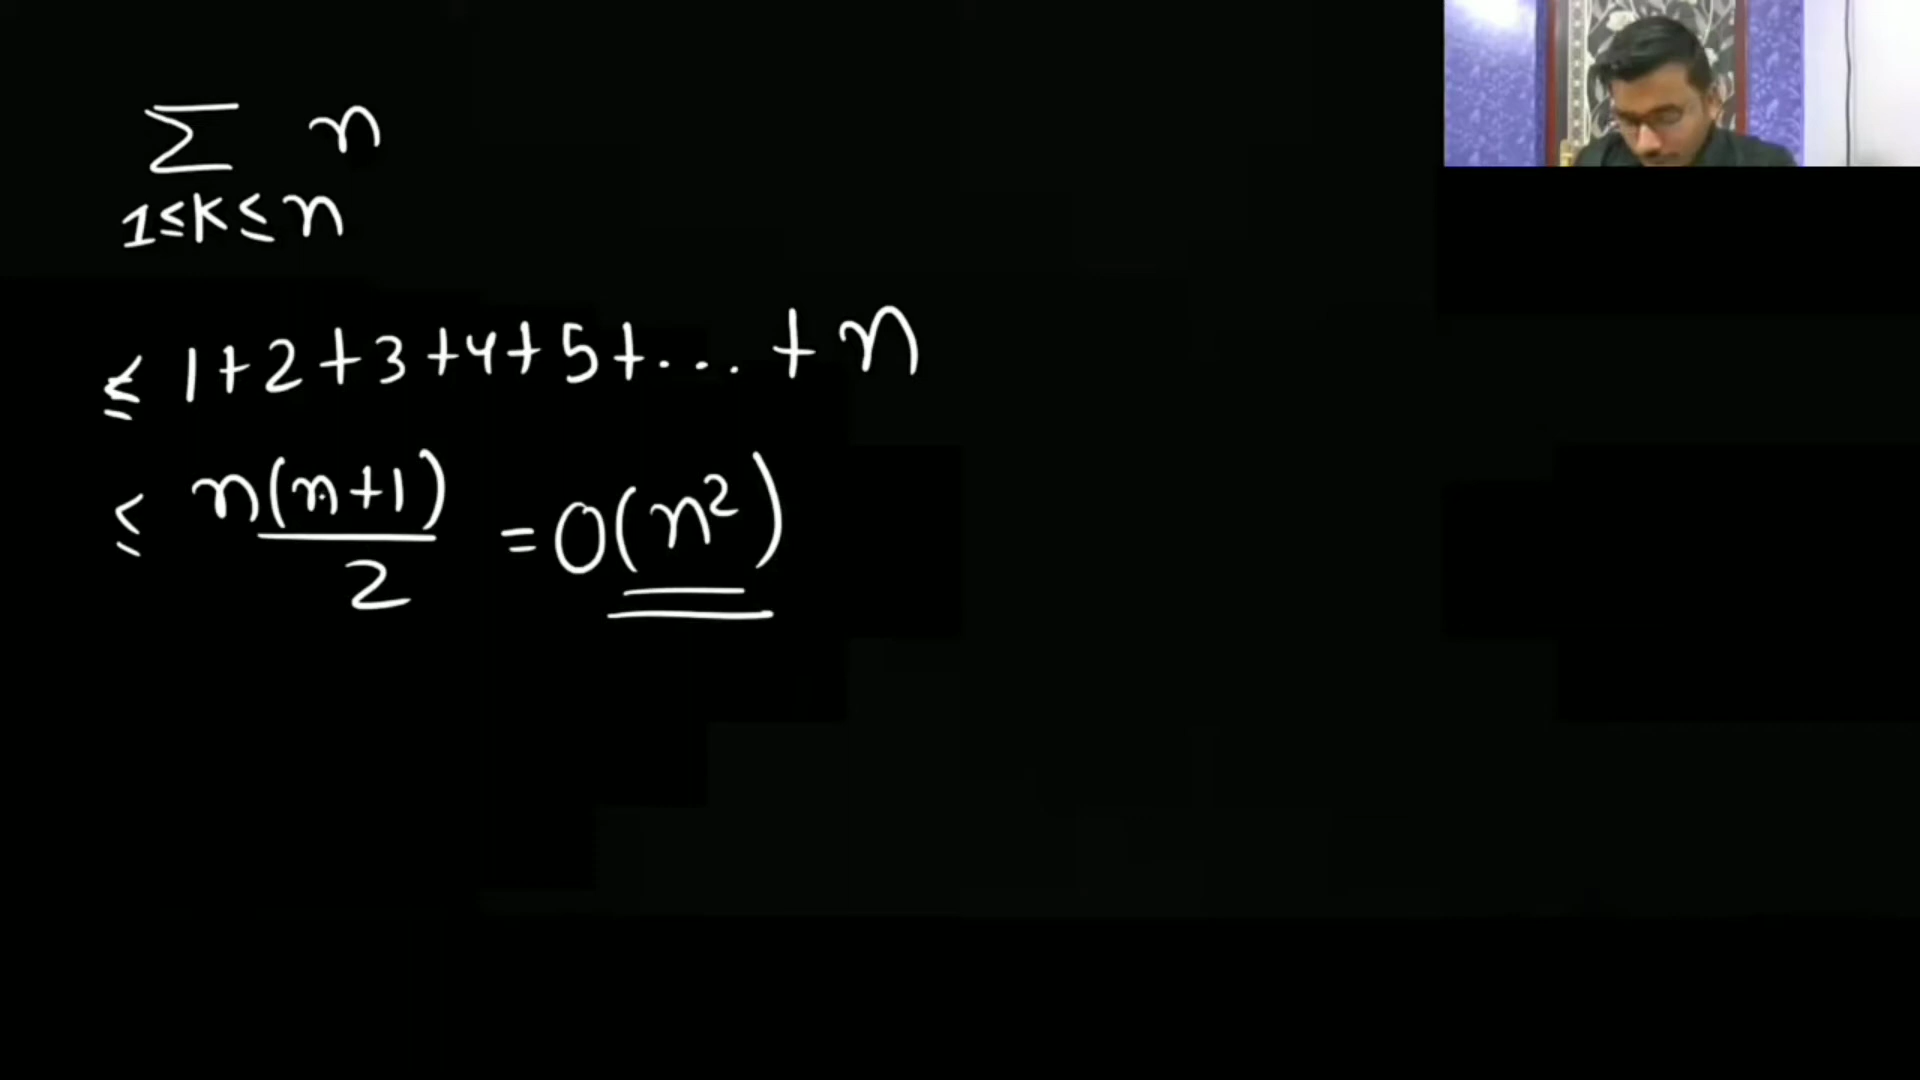 ∑ n
1≤K≤n
≤ 1+2+3+4+5+... + n
≤ n(n+1)/2 = O(n²)